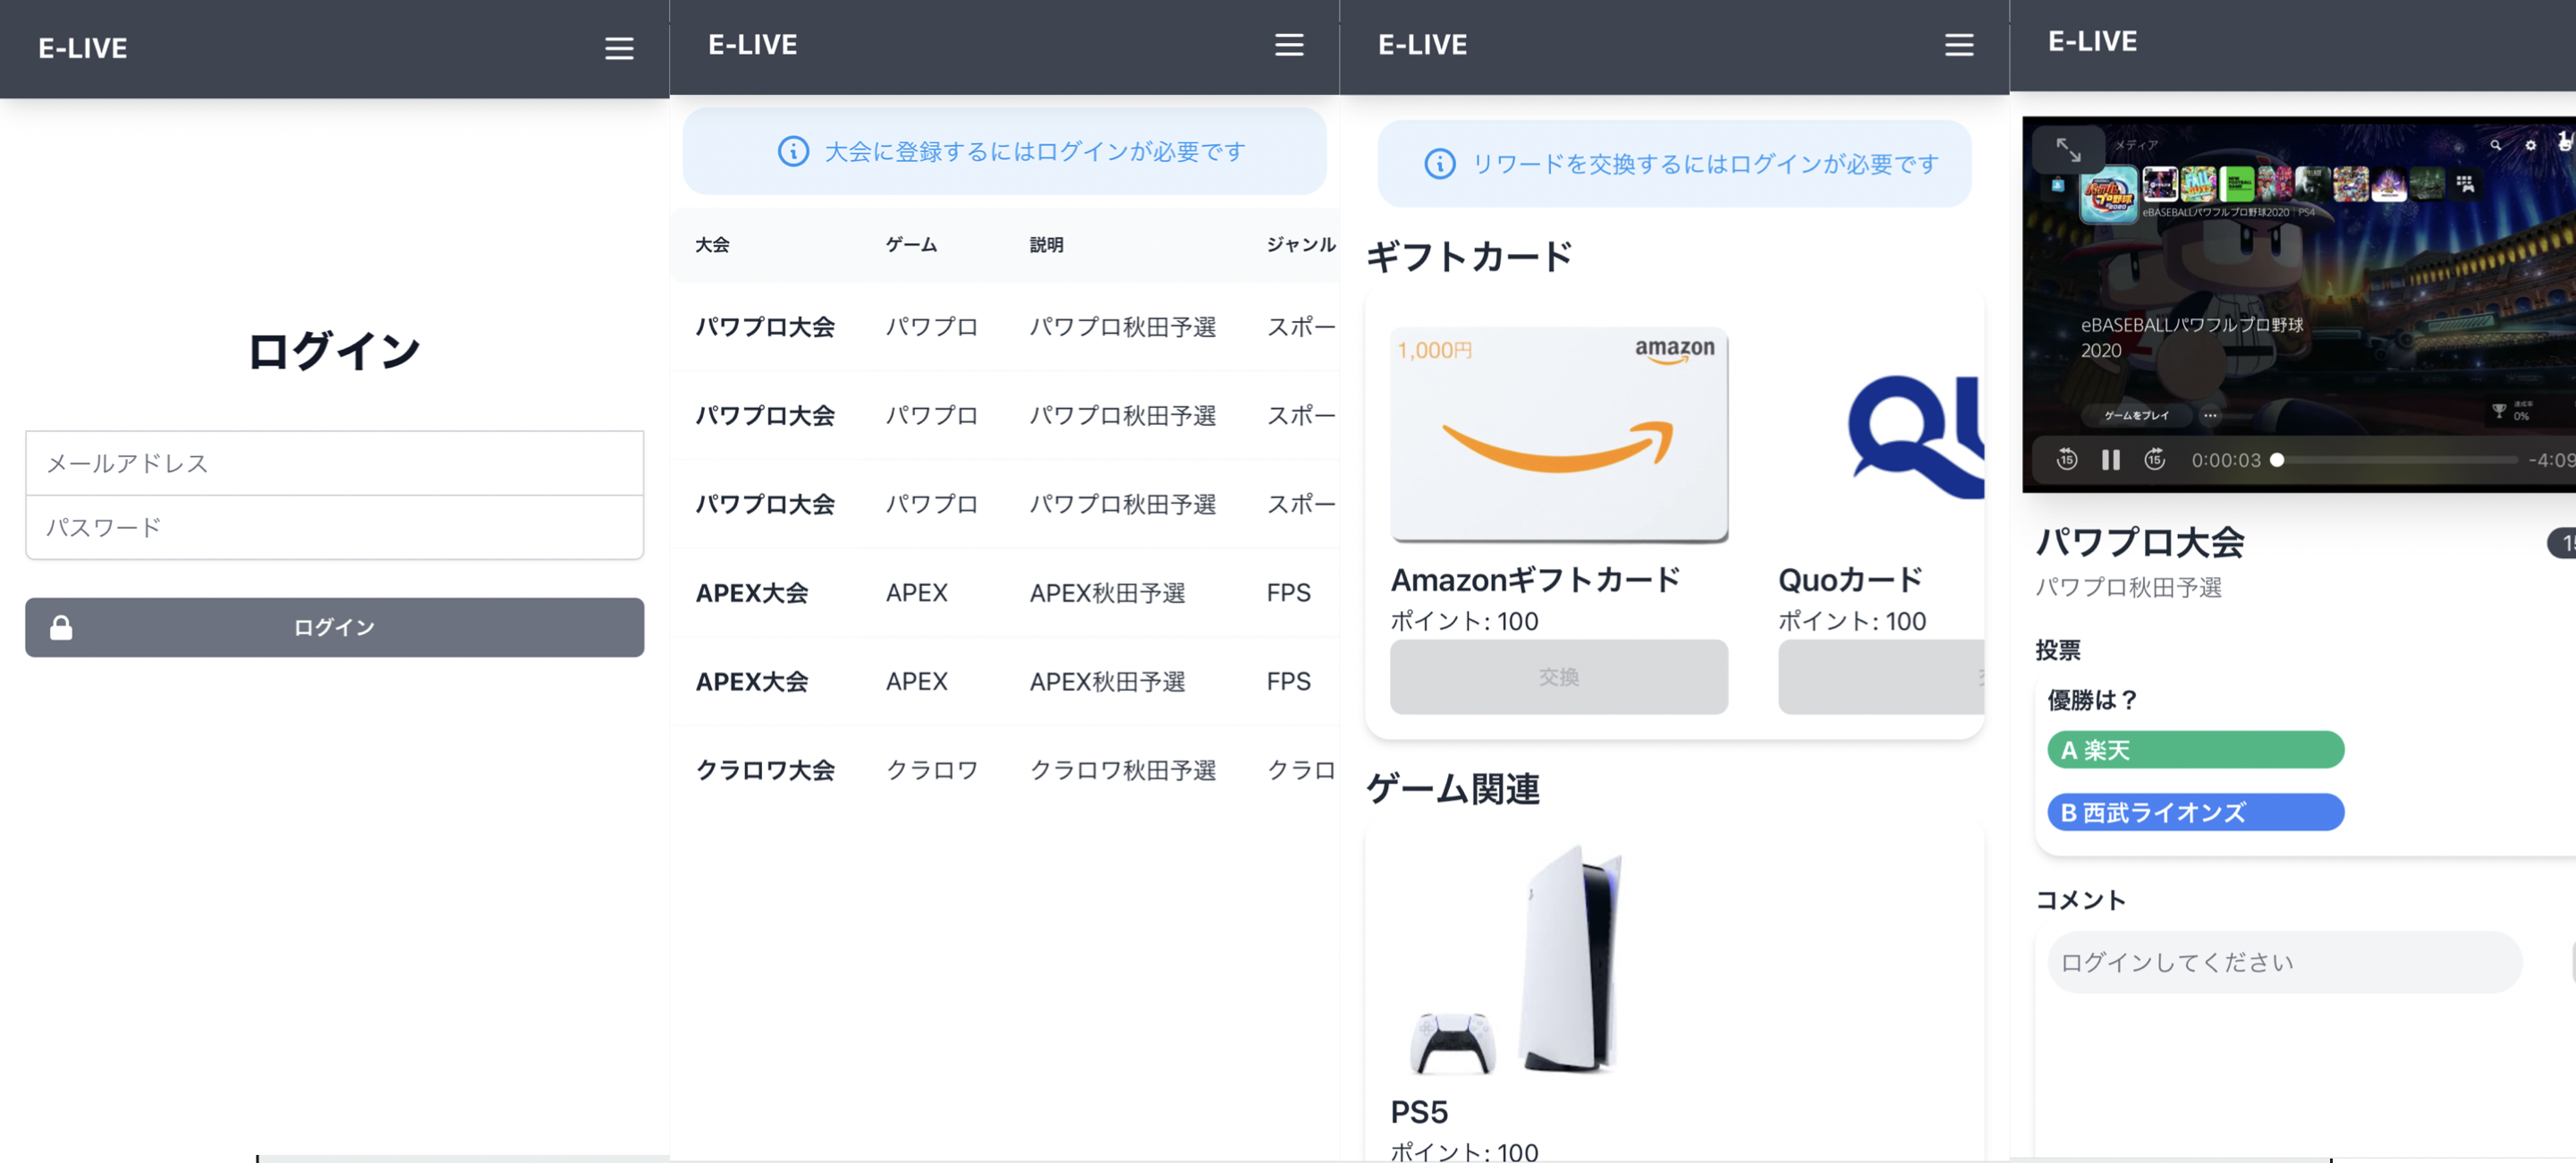 E-LIVE
ログイン
メールアドレス
パスワード
ログイン
E-LIVE
大会に登録するにはログインが必要です
大会 ゲーム 説明 ジャンル
パワプロ大会 パワプロ パワプロ秋田予選 スポー
パワプロ大会 パワプロ パワプロ秋田予選 スポー
パワプロ大会 パワプロ パワプロ秋田予選 スポー
APEX大会 APEX APEX秋田予選 FPS
APEX大会 APEX APEX秋田予選 FPS
クラロワ大会 クラロワ クラロワ秋田予選 クラロ
E-LIVE
リワードを交換するにはログインが必要です
ギフトカード
1,000円 amazon
QU
Amazonギフトカード
ポイント: 100
交換
Quoカード
ポイント: 100
ゲーム関連
PS5
ポイント: 100
E-LIVE
メディア
eBASEBALLパワフルプロ野球2020 PS4
eBASEBALLパワフルプロ野球
2020
ゲームをプレイ
達成率
0%
15 15 0:00:03 -4:09
パワプロ大会
パワプロ秋田予選
投票
優勝は？
A 楽天
B 西武ライオンズ
コメント
ログインしてください